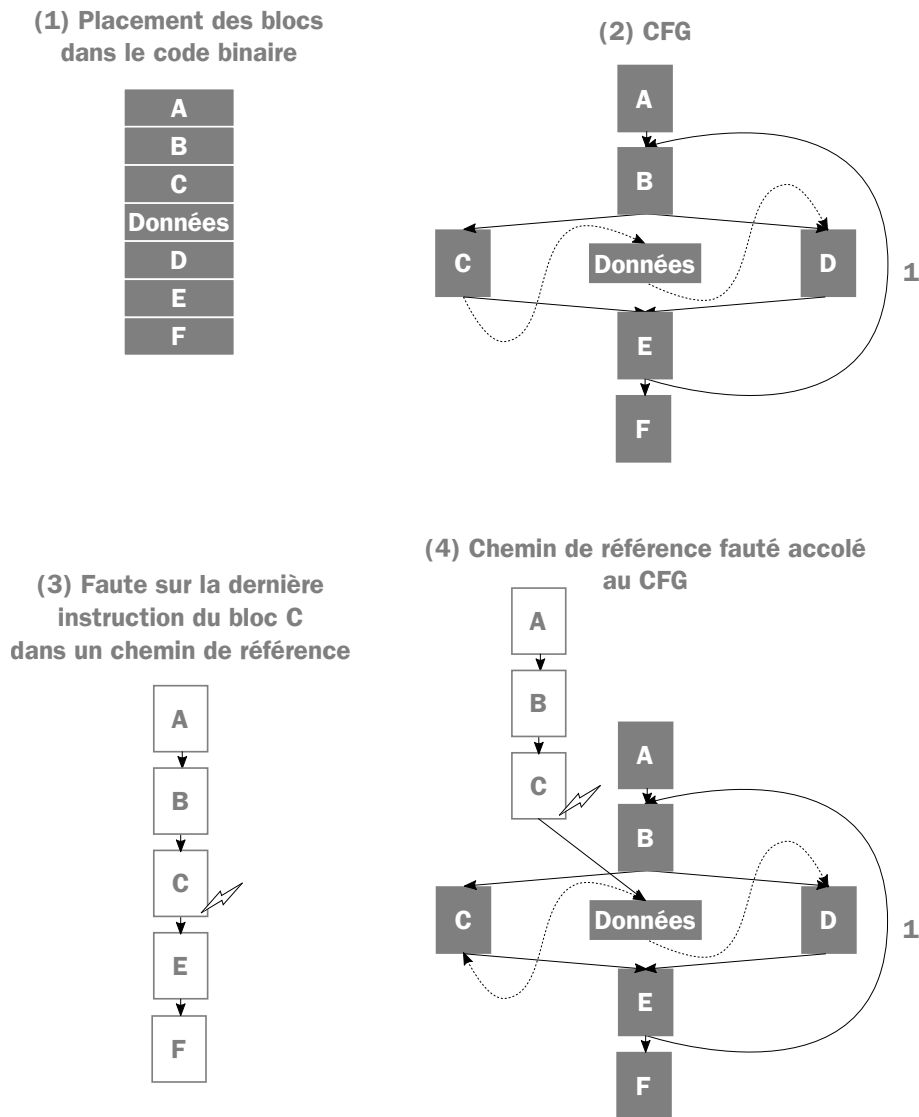 (1) Placement des blocs
dans le code binaire
A
B
C
Données
D
E
F
(2) CFG
A
B
C
Données
D
1
E
F
(3) Faute sur la dernière
instruction du bloc C
dans un chemin de référence
A
B
C
E
F
(4) Chemin de référence fauté accolé
au CFG
A
B
C
A
B
C
Données
D
1
E
F